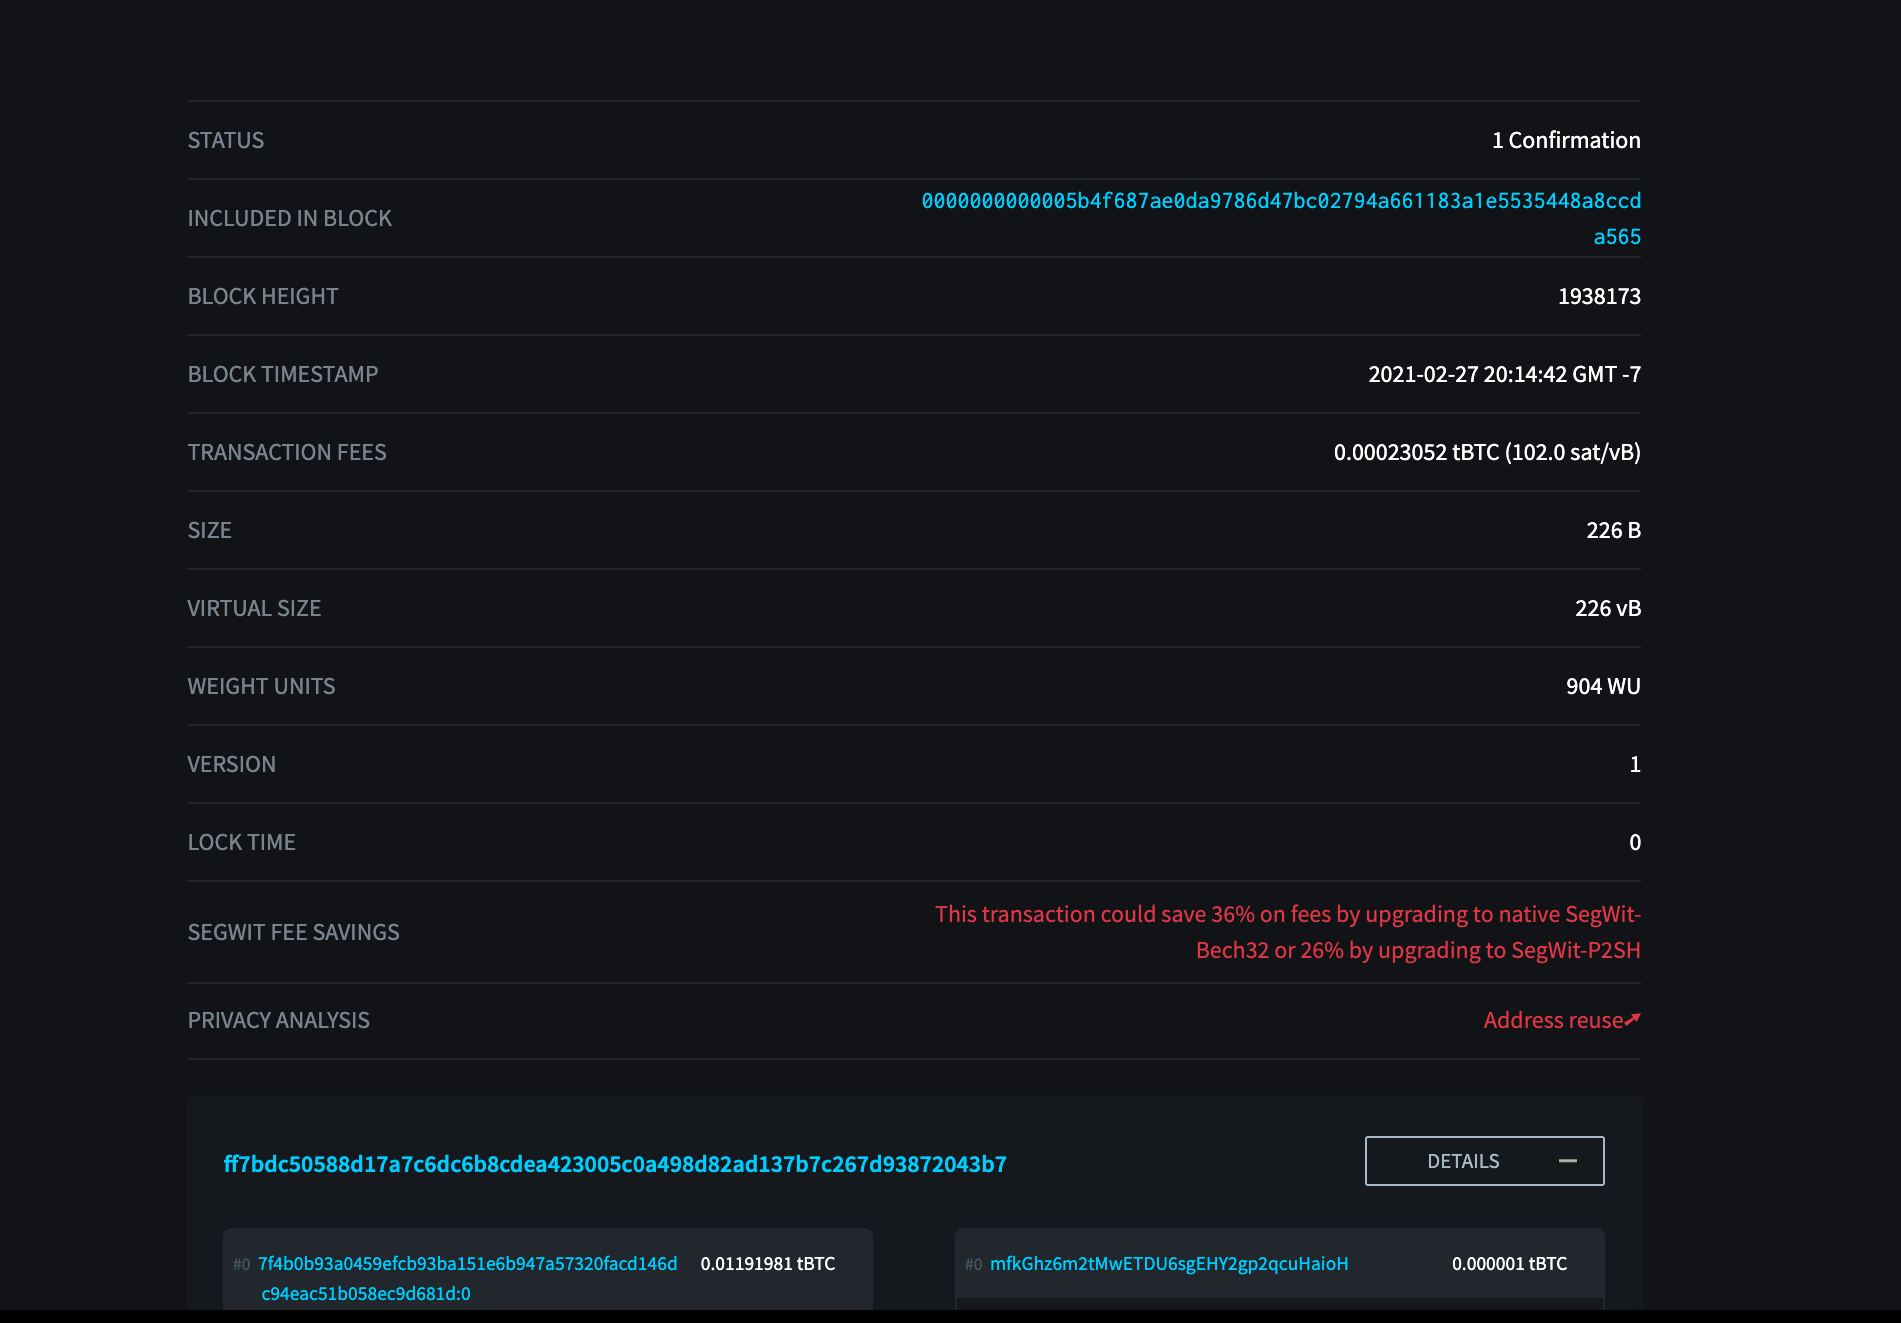 STATUS 1 Confirmation
INCLUDED IN BLOCK 0000000000005b4f687ae0da9786d47bc02794a661183a1e5535448a8ccd
a565
BLOCK HEIGHT 1938173
BLOCK TIMESTAMP 2021-02-27 20:14:42 GMT -7
TRANSACTION FEES 0.00023052 tBTC (102.0 sat/vB)
SIZE 226 B
VIRTUAL SIZE 226 vB
WEIGHT UNITS 904 WU
VERSION 1
LOCK TIME 0
SEGWIT FEE SAVINGS This transaction could save 36% on fees by upgrading to native SegWit-
Bech32 or 26% by upgrading to SegWit-P2SH
PRIVACY ANALYSIS Address reuse
ff7bdc50588d17a7c6dc6b8cdea423005c0a498d82ad137b7c267d93872043b7 DETAILS
#0 7f4b0b93a0459efcb93ba151e6b947a57320facd146d 0.01191981 tBTC
c94eac51b058ec9d681d:0
#0 mfkGhz6m2tMwETDU6sgEHY2gp2qcuHaioH 0.000001 tBTC